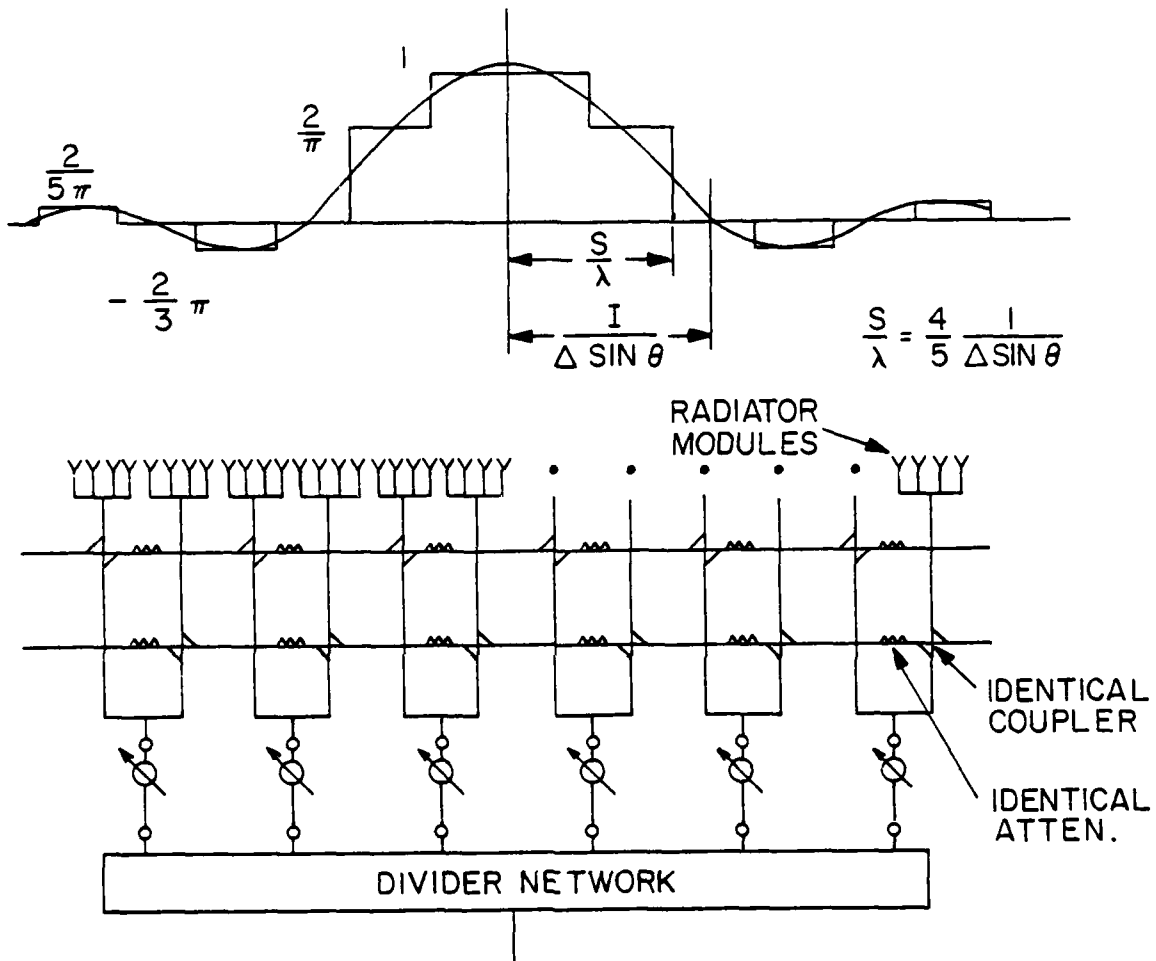 1
2/π
2/5π
- 2/3 π
S/λ
I/Δ SIN θ
S/λ = 4/5 1/Δ SIN θ
RADIATOR
MODULES
IDENTICAL
COUPLER
IDENTICAL
ATTEN.
DIVIDER NETWORK